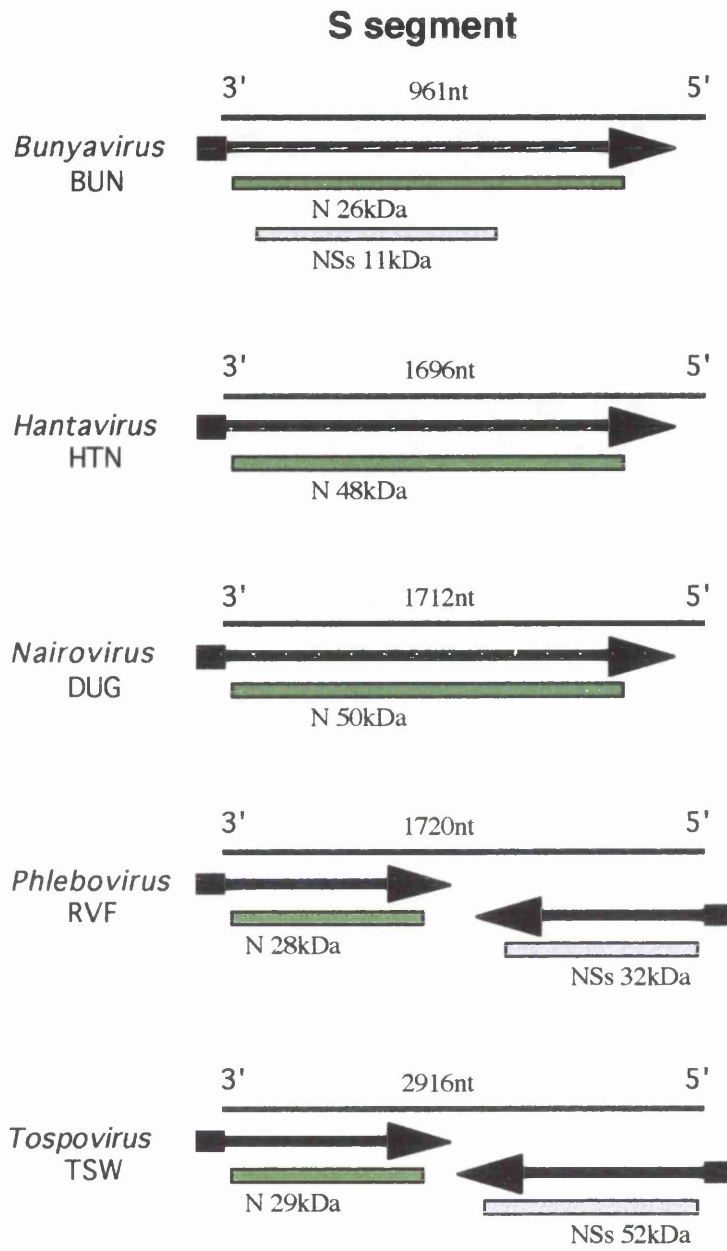 S segment
3' 961nt 5'
Bunyavirus
BUN
N 26kDa
NSs 11kDa
3' 1696nt 5'
Hantavirus
HTN
N 48kDa
3' 1712nt 5'
Nairovirus
DUG
N 50kDa
3' 1720nt 5'
Phlebovirus
RVF
N 28kDa
NSs 32kDa
3' 2916nt 5'
Tospovirus
TSW
N 29kDa
NSs 52kDa